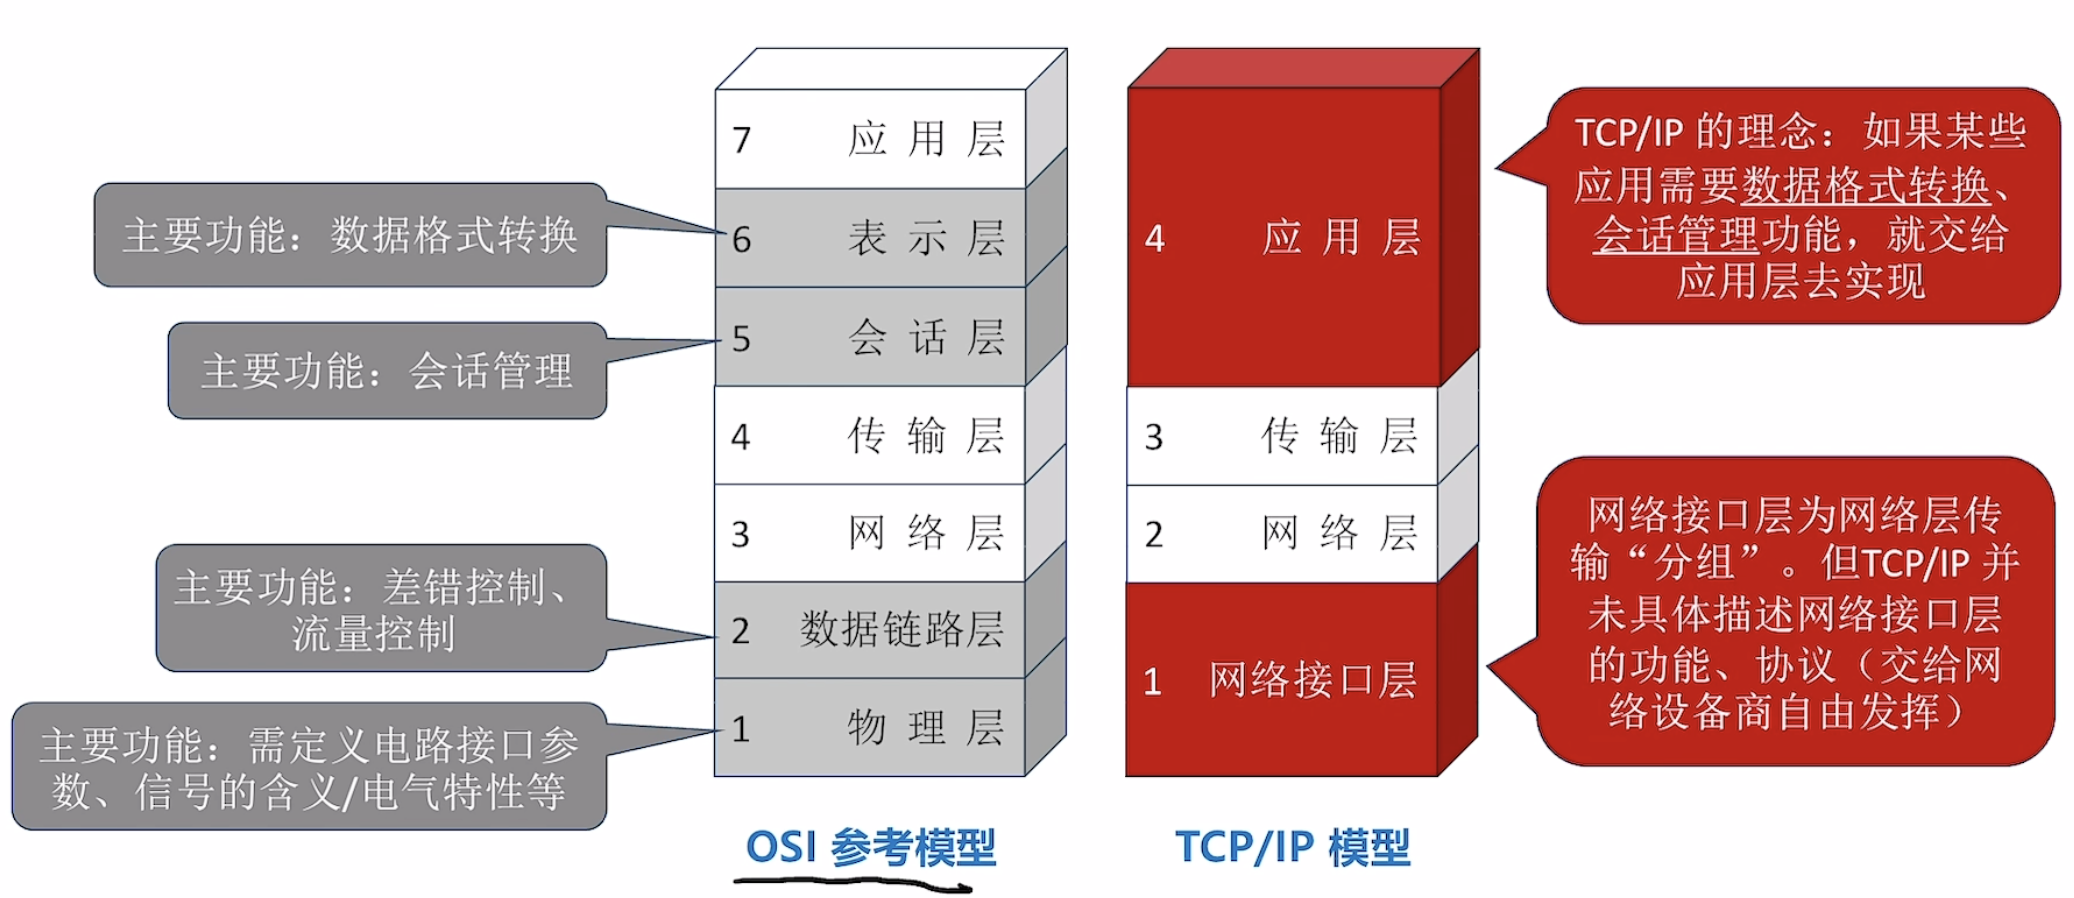 主要功能：数据格式转换
主要功能：会话管理
主要功能：差错控制、
流量控制
主要功能：需定义电路接口参
数、信号的含义/电气特性等
7 应用层
6 表示层
5 会话层
4 传输层
3 网络层
2 数据链路层
1 物理层
OSI 参考模型
4 应用层
3 传输层
2 网络层
1 网络接口层
TCP/IP 模型
TCP/IP 的理念：如果某些
应用需要数据格式转换、
会话管理功能，就交给
应用层去实现
网络接口层为网络层传
输“分组”。但TCP/IP 并
未具体描述网络接口层
的功能、协议（交给网
络设备商自由发挥）